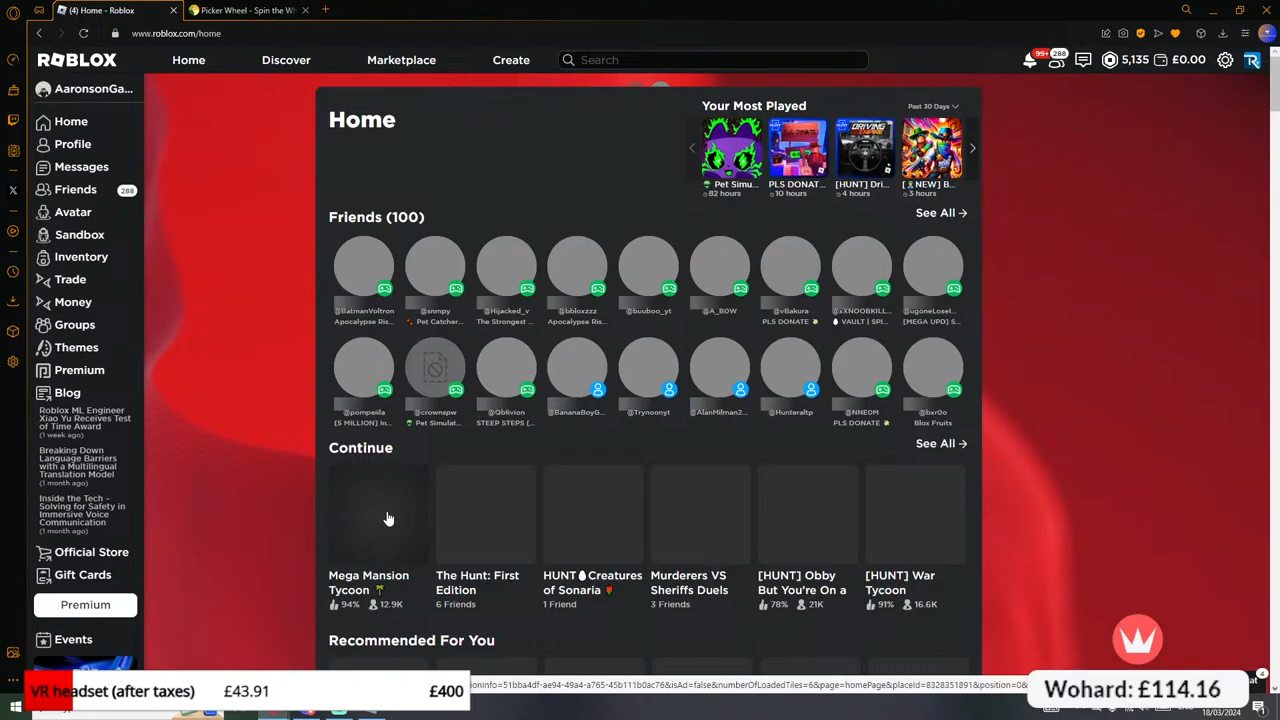 (4) Home - Roblox
Picker Wheel - Spin the W
www.roblox.com/home
ROBLOX Home Discover Marketplace Create Search 99+ 288 5,135 £0.00
AaronsonGa...
Home
Profile
Messages
Friends 288
Avatar
Sandbox
Inventory
Trade
Money
Groups
Themes
Premium
Blog
Roblox ML Engineer
Xiao Yu Receives Test
of Time Award
(1 week ago)
Breaking Down
Language Barriers
with a Multilingual
Translation Model
(1 month ago)
Inside the Tech –
Solving for Safety in
Immersive Voice
Communication
(1 month ago)
Official Store
Gift Cards
Premium
Events
Home
Your Most Played Past 30 Days
Pet Simu... PLS DONAT... [HUNT] Dri... [NEW] B...
82 hours 10 hours 4 hours 3 hours
Friends (100) See All
@BatmanVoltron @snmpy @Hijacked_v @bbloxzzz @buuboo_yt @A_B0W @vBakura @xXNOOBKILL... @ugoneLosel...
Apocalypse Ris... Pet Catcher... The Strongest ... Apocalypse Ris... PLS DONATE VAULT | SPI... [MEGA UPD] S...
@pompeiila @crownspw @Qblivion @BananaBoyG... @Trynoonyt @AlanMilman2... @Hunteraltp @NNE0M @bxr0o
[5 MILLION] In... Pet Simulat... STEEP STEPS [... PLS DONATE Blox Fruits
Continue See All
Mega Mansion
Tycoon
94% 12.9K
The Hunt: First
Edition
6 Friends
HUNT Creatures
of Sonaria
1 Friend
Murderers VS
Sheriffs Duels
3 Friends
[HUNT] Obby
But You're On a
78% 21K
[HUNT] War
Tycoon
91% 16.6K
Recommended For You
VR headset (after taxes) £43.91 £400
Wohard: £114.16
18/03/2024